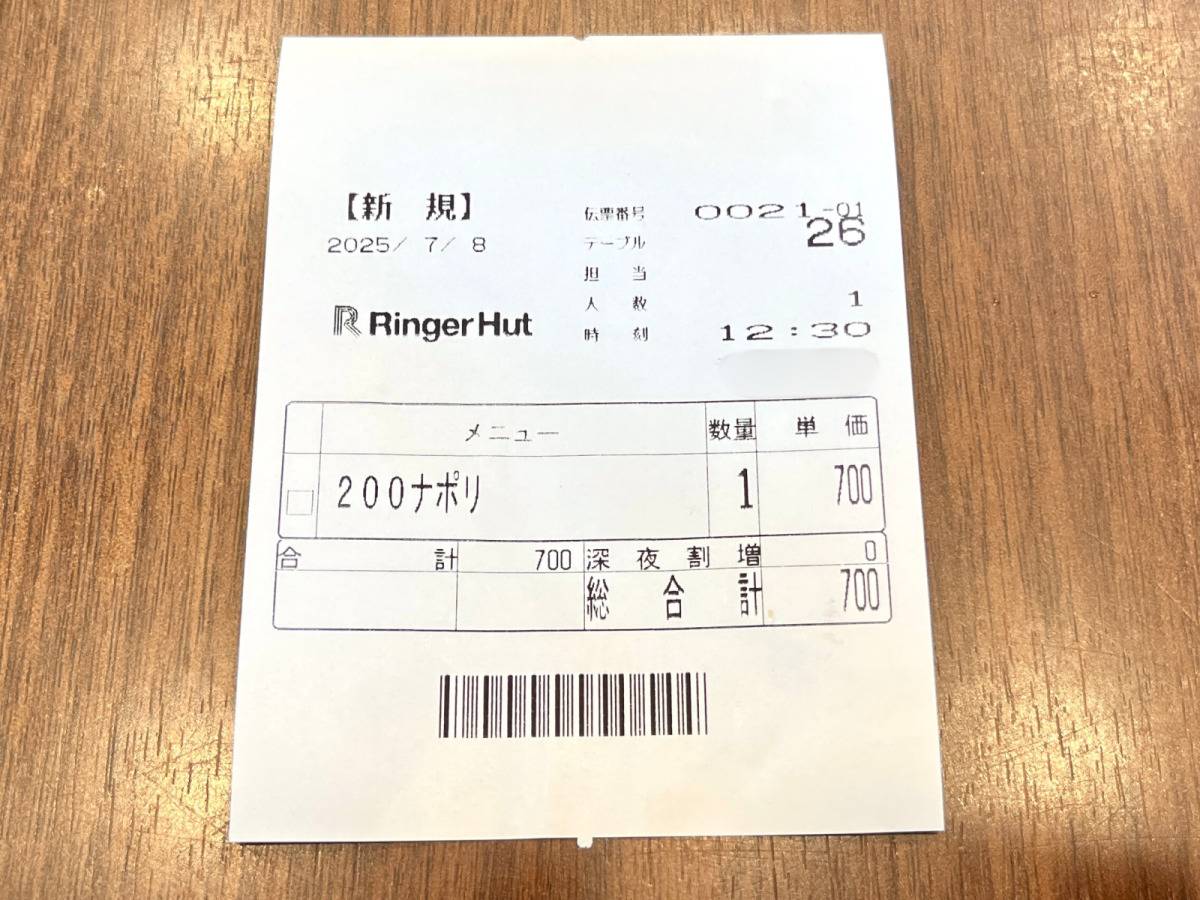 【新 規】
2025/ 7/ 8
RingerHut
伝票番号 0021-01
テーブル 26
担 当
人 数 1
時 刻 12:30
メニュー 数量 単 価
200ナポリ 1 700
合 計 700 深 夜 割 増 0
総 合 計 700